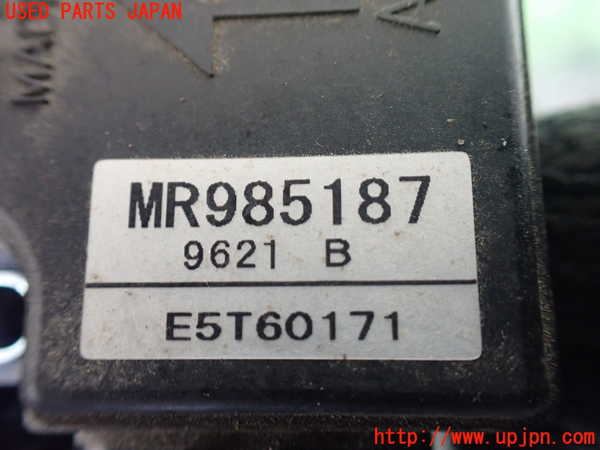 USED PARTS JAPAN
MR985187
9621 B
E5T60171
http://www.upjpn.com/